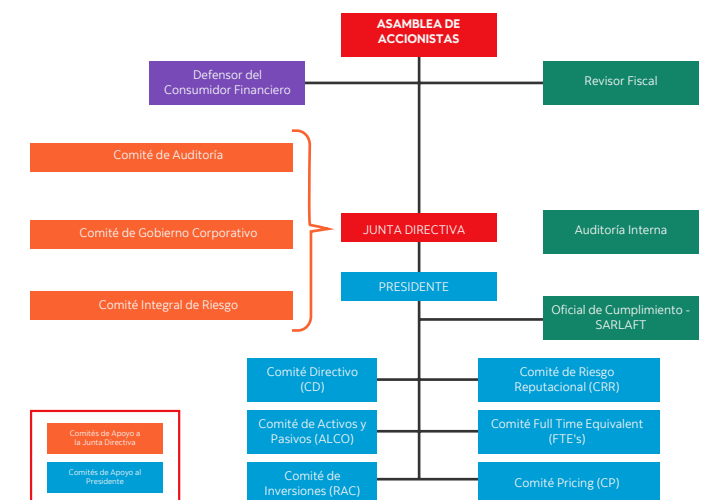 ASAMBLEA DE
ACCIONISTAS
Defensor del
Consumidor Financiero
Revisor Fiscal
Comité de Auditoría
Comité de Gobierno Corporativo
JUNTA DIRECTIVA
Auditoría Interna
PRESIDENTE
Comité Integral de Riesgo
Oficial de Cumplimiento -
SARLAFT
Comité Directivo
(CD)
Comité de Riesgo
Reputacional (CRR)
Comité de Activos y
Pasivos (ALCO)
Comité Full Time Equivalent
(FTE's)
Comité de
Inversiones (RAC)
Comité Pricing (CP)
Comités de Apoyo a
la Junta Directiva
Comités de Apoyo al
Presidente